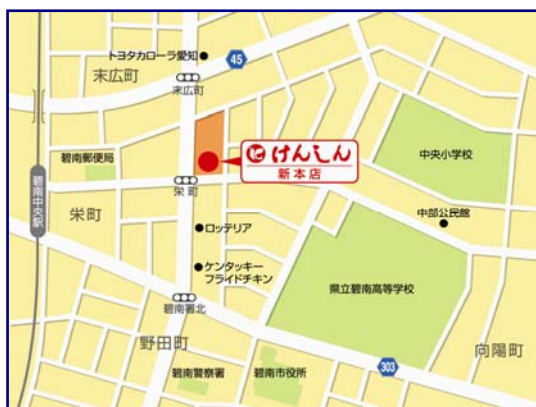 トヨタカローラ愛知
45
末広町
末広町
碧南郵便局
けんしん
新本店
中央小学校
碧南中央駅
栄町
栄町
中部公民館
ロッテリア
ケンタッキー
フライドチキン
県立碧南高等学校
碧南署北
野田町
向陽町
303
碧南警察署
碧南市役所